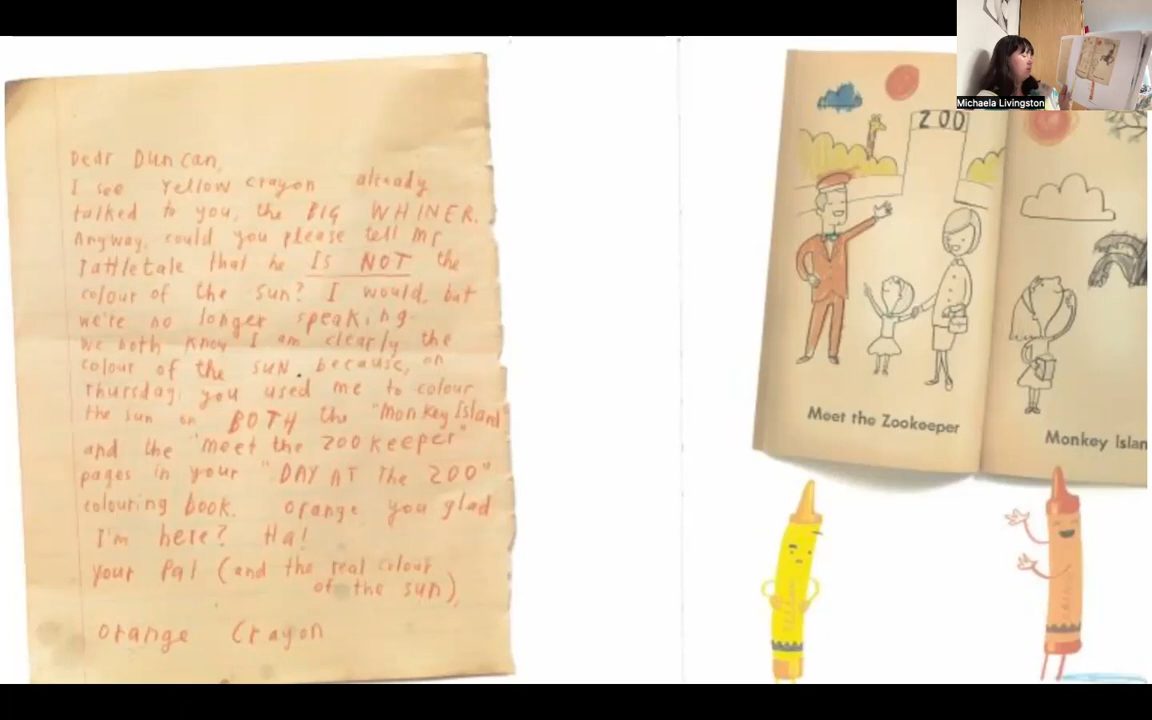 Dear Duncan,
I see Yellow Crayon already
talked to you, the BIG WHINER.
Anyway, could you please tell Mr
Tattletale that he IS NOT the
colour of the sun? I would, but
we're no longer speaking.
We both know I am clearly the
colour of the sun because, on
Thursday, you used me to colour
the sun on BOTH the "Monkey Island"
and the "Meet the Zookeeper"
pages in your "DAY AT The ZOO"
colouring book. Orange you glad
I'm here? Ha!
Your Pal (and the real colour
of the sun),
Orange Crayon
ZOO
Meet the Zookeeper
Monkey Islan
Michaela Livingston